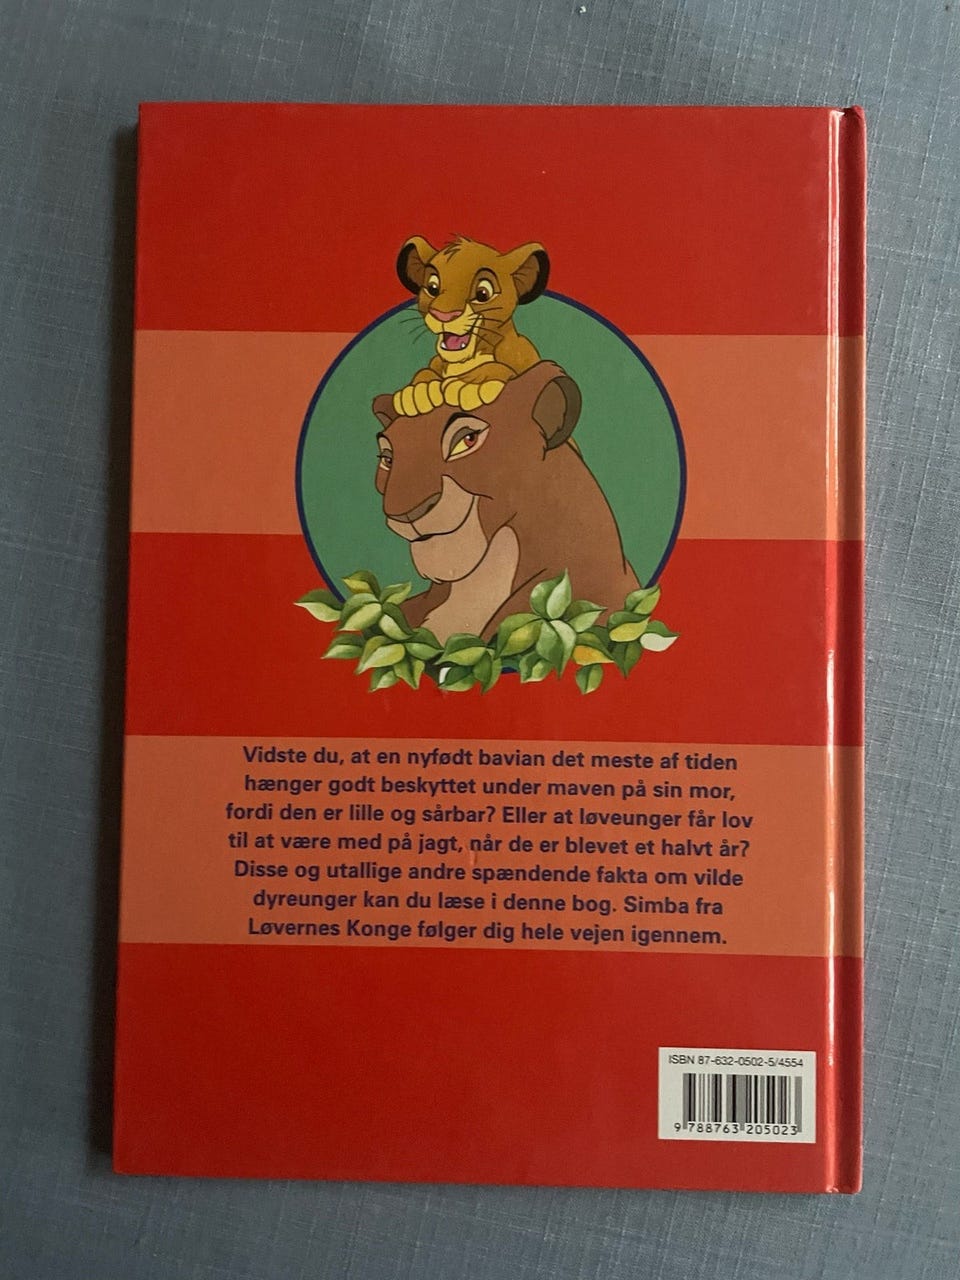 Vidste du, at en nyfødt bavian det meste af tiden
hænger godt beskyttet under maven på sin mor,
fordi den er lille og sårbar? Eller at løveunger får lov
til at være med på jagt, når de er blevet et halvt år?
Disse og utallige andre spændende fakta om vilde
dyreunger kan du læse i denne bog. Simba fra
Løvernes Konge følger dig hele vejen igennem.
ISBN 87-632-0502-5/4554
9 788763 205023